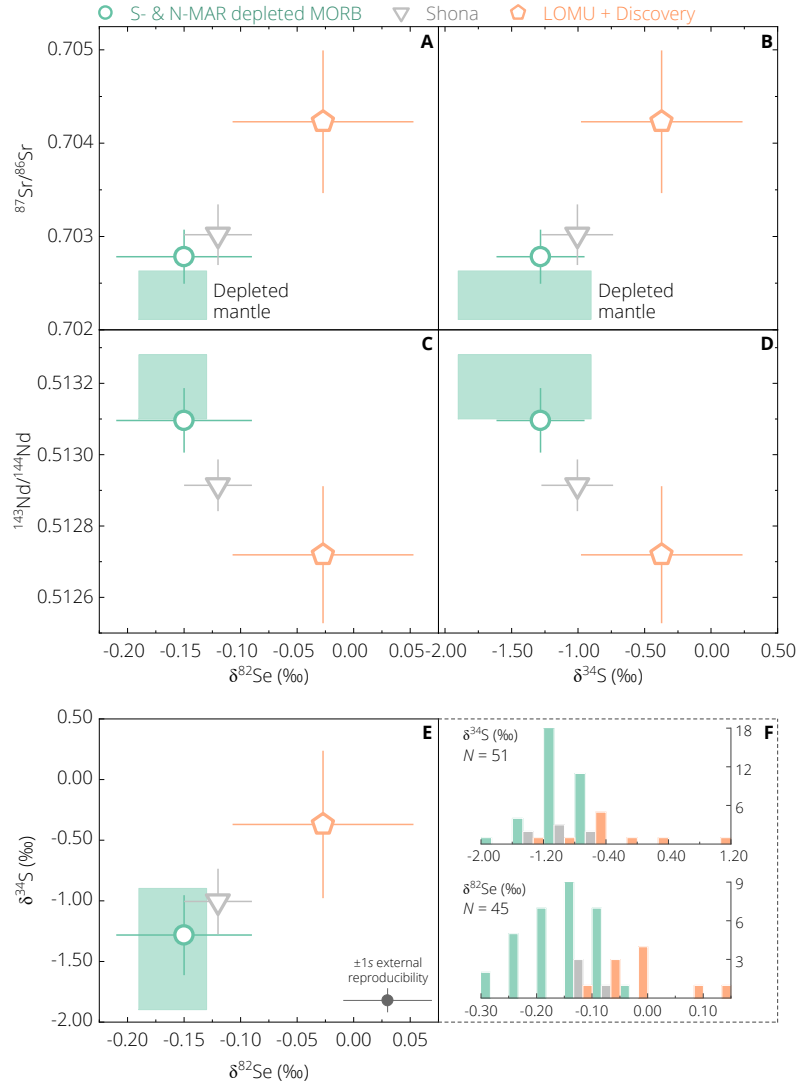 S- & N-MAR depleted MORB Shona LOMU + Discovery
A
B
0.705
0.704
0.703
0.702
⁸⁷Sr/⁸⁶Sr
Depleted
mantle
Depleted
mantle
C
D
0.5132
0.5130
0.5128
0.5126
¹⁴³Nd/¹⁴⁴Nd
-0.20 -0.15 -0.10 -0.05 0.00 0.05
-2.00 -1.50 -1.00 -0.50 0.00 0.50
δ⁸²Se (‰)
δ³⁴S (‰)
E
0.50
0.00
-0.50
-1.00
-1.50
-2.00
δ³⁴S (‰)
±1s external
reproducibility
-0.20 -0.15 -0.10 -0.05 0.00 0.05
δ⁸²Se (‰)
F
δ³⁴S (‰)
N = 51
18
12
6
-2.00 -1.20 -0.40 0.40 1.20
δ⁸²Se (‰)
N = 45
9
6
3
-0.30 -0.20 -0.10 0.00